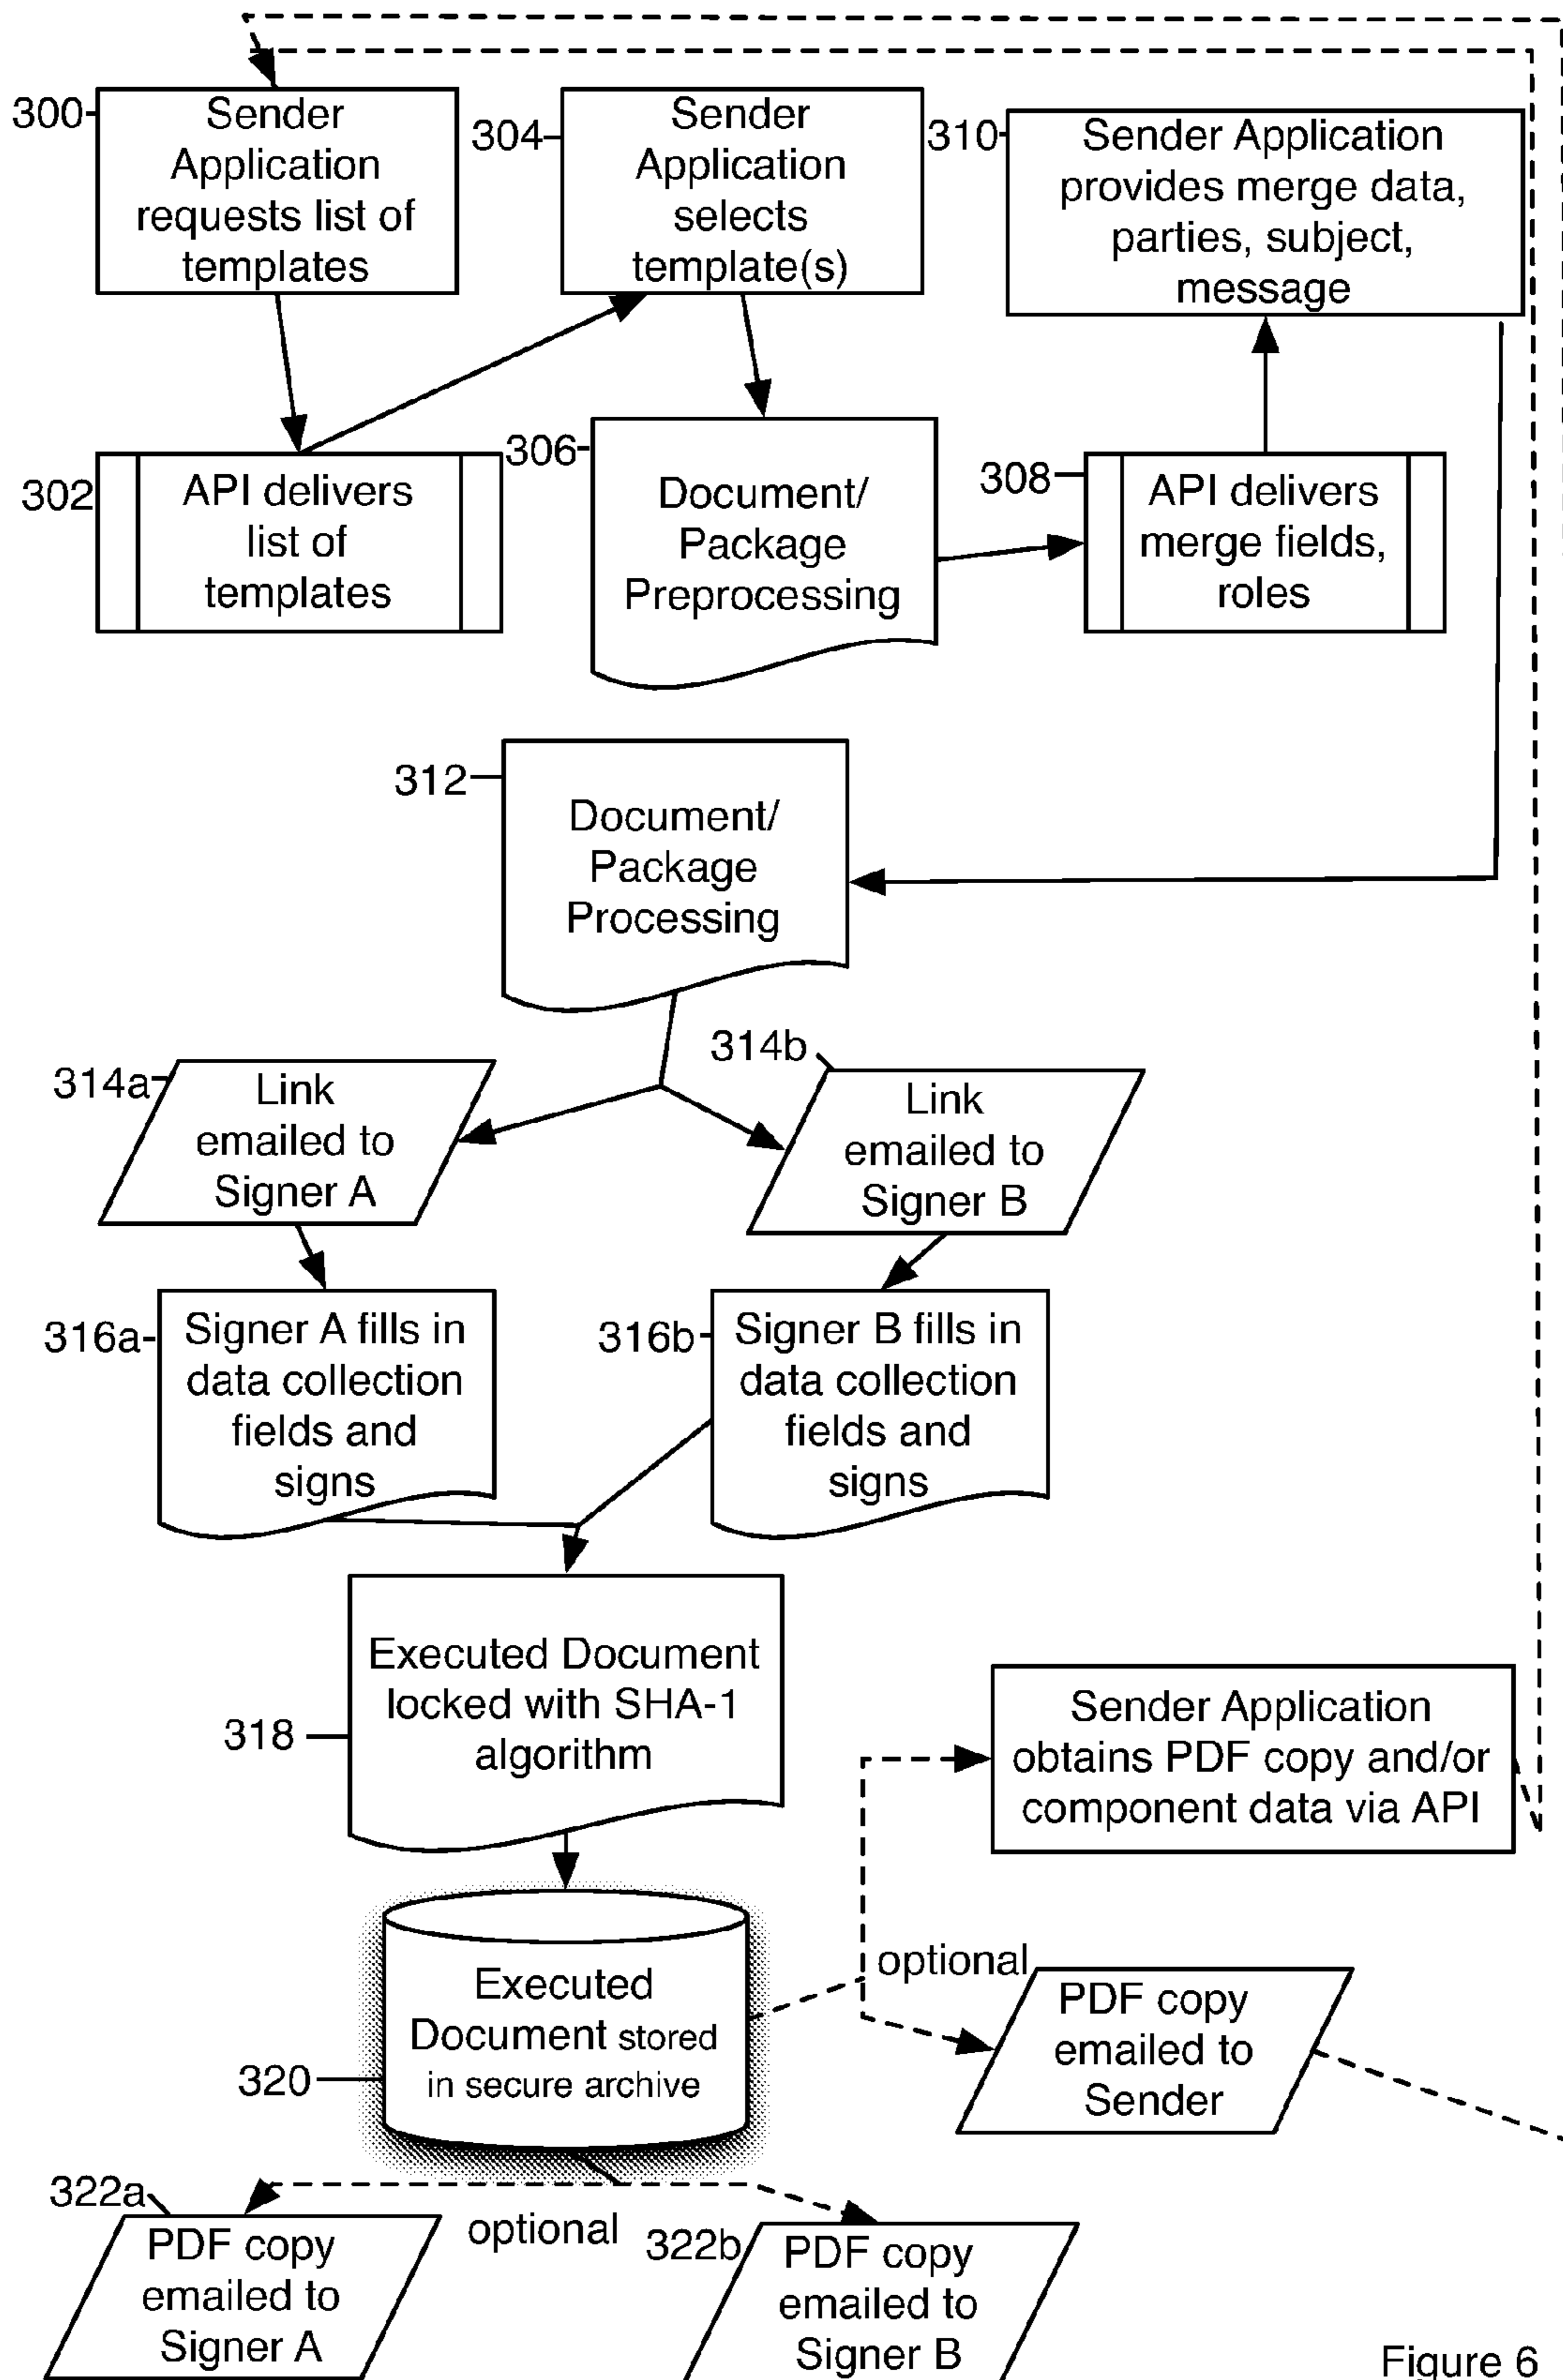 300
Sender
Application
requests list of
templates
304
Sender
Application
selects
template(s)
310
Sender Application
provides merge data,
parties, subject,
message
302
API delivers
list of
templates
306
Document/
Package
Preprocessing
308
API delivers
merge fields,
roles
312
Document/
Package
Processing
314a
Link
emailed to
Signer A
314b
Link
emailed to
Signer B
316a
Signer A fills in
data collection
fields and
signs
316b
Signer B fills in
data collection
fields and
signs
318
Executed Document
locked with SHA-1
algorithm
Sender Application
obtains PDF copy and/or
component data via API
320
Executed
Document stored
in secure archive
optional
PDF copy
emailed to
Sender
322a
PDF copy
emailed to
Signer A
optional
322b
PDF copy
emailed to
Signer B
Figure 6